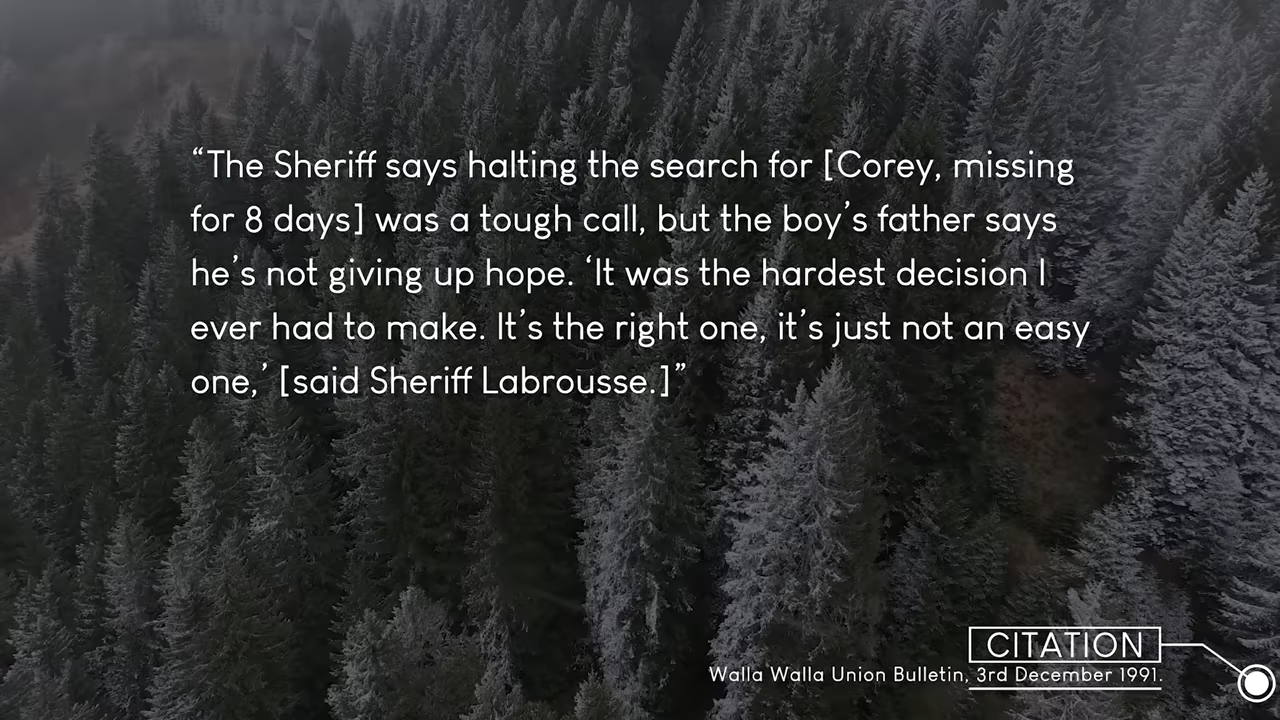 “The Sheriff says halting the search for [Corey, missing
for 8 days] was a tough call, but the boy’s father says
he’s not giving up hope. ‘It was the hardest decision I
ever had to make. It’s the right one, it’s just not an easy
one,’ [said Sheriff Labrousse.]”
CITATION
Walla Walla Union Bulletin, 3rd December 1991.